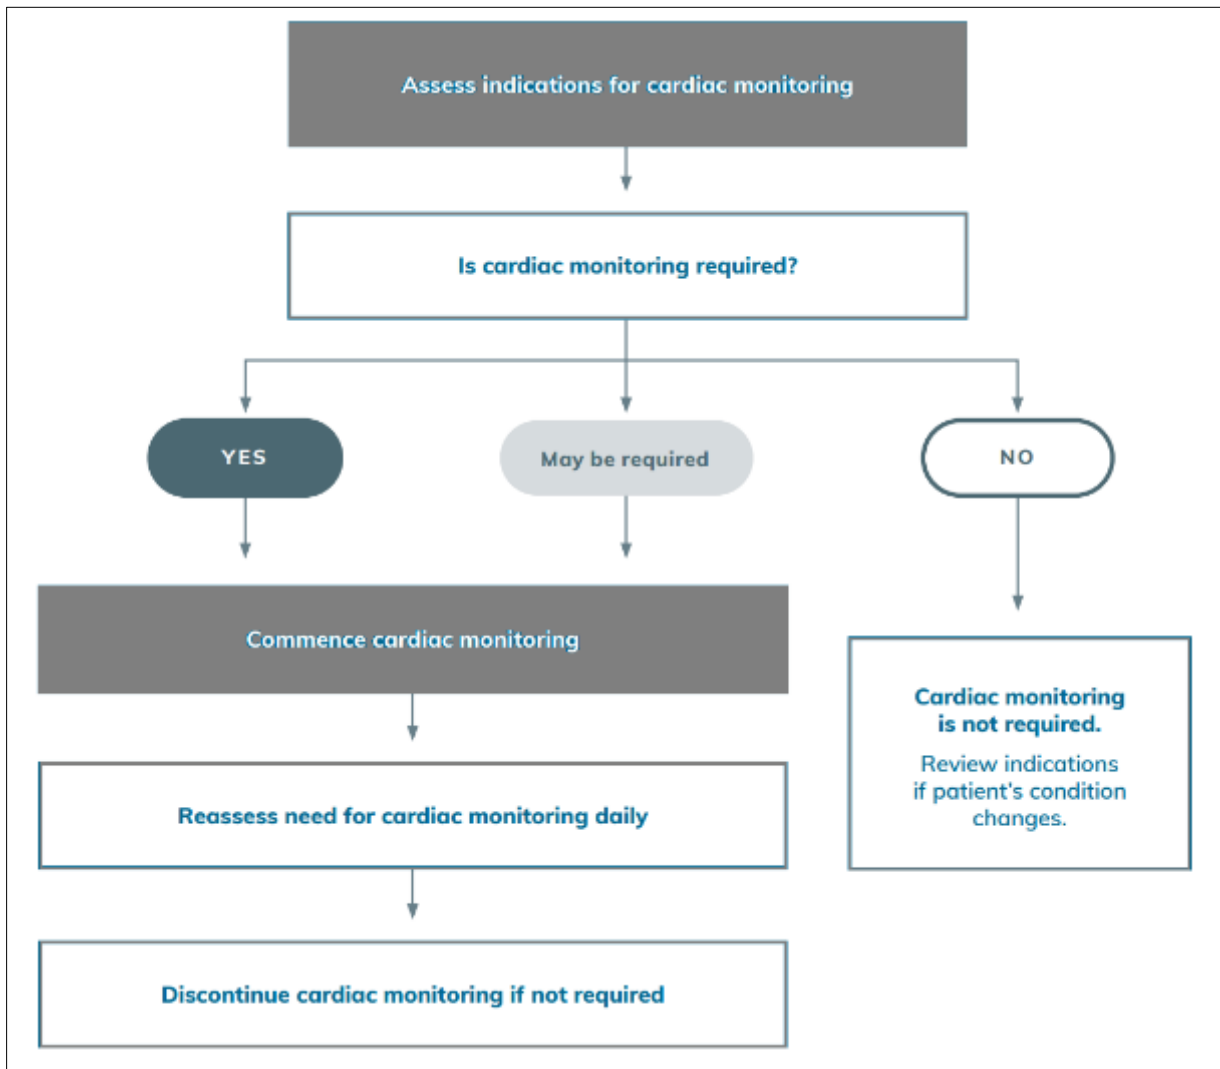 Assess indications for cardiac monitoring
Is cardiac monitoring required?
YES
May be required
NO
Commence cardiac monitoring
Cardiac monitoring
is not required.
Review indications
if patient's condition
changes.
Reassess need for cardiac monitoring daily
Discontinue cardiac monitoring if not required